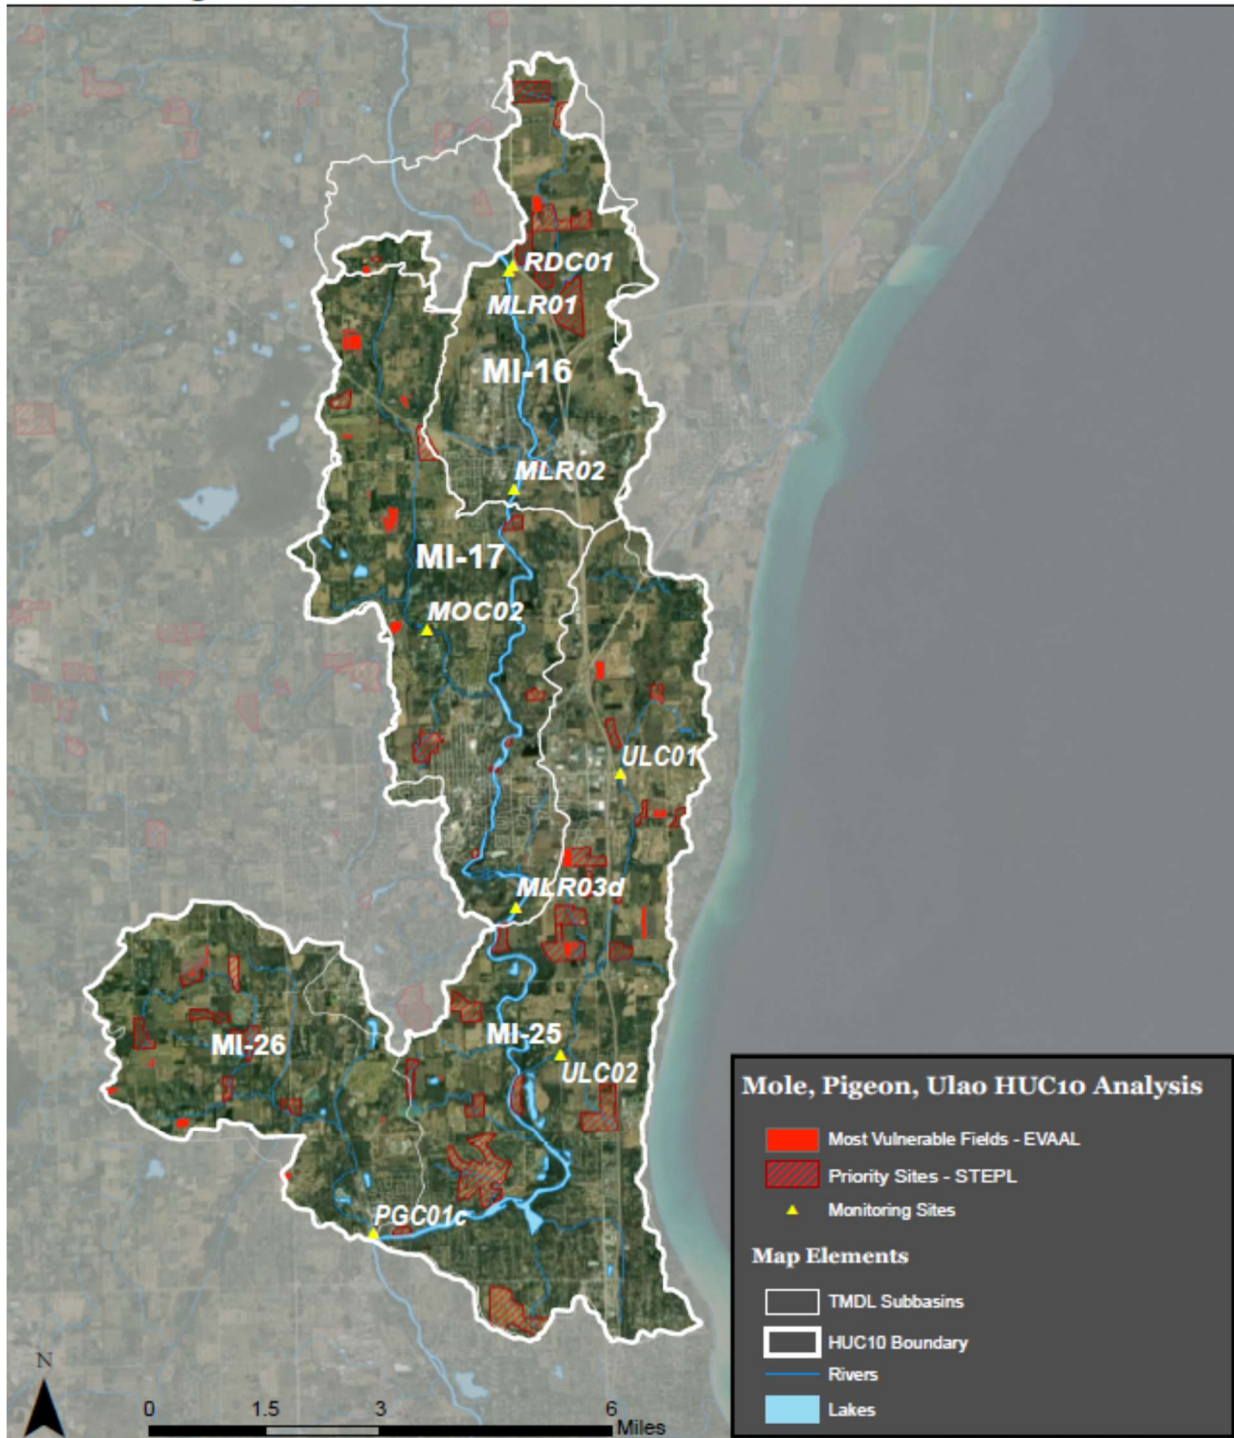 RDC01
MLR01
MI-16
MLR02
MI-17
MOC02
ULC01
MLR03d
MI-25
MI-26
ULC02
PGC01c
Mole, Pigeon, Ulao HUC10 Analysis
Most Vulnerable Fields - EVAAL
Priority Sites - STEPL
Monitoring Sites
Map Elements
TMDL Subbasins
HUC10 Boundary
Rivers
Lakes
N
0 1.5 3 6
Miles